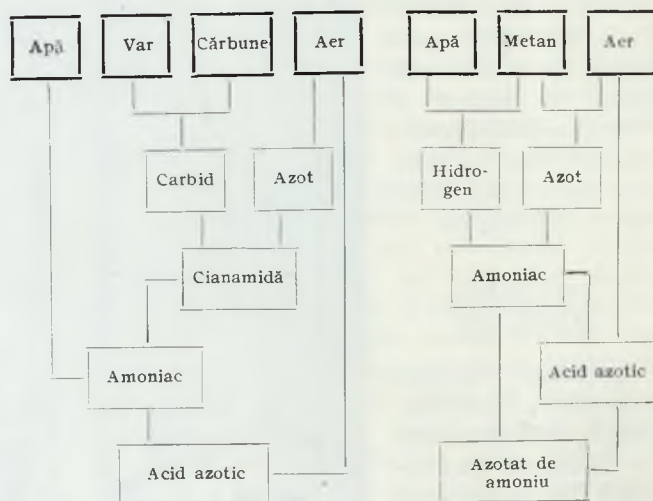 Apă
Var
Cărbune
Aer
Carbid
Azot
Cianamidă
Amoniac
Acid azotic
Apă
Metan
Aer
Hidro-
gen
Azot
Amoniac
Acid azotic
Azotat de
amoniu